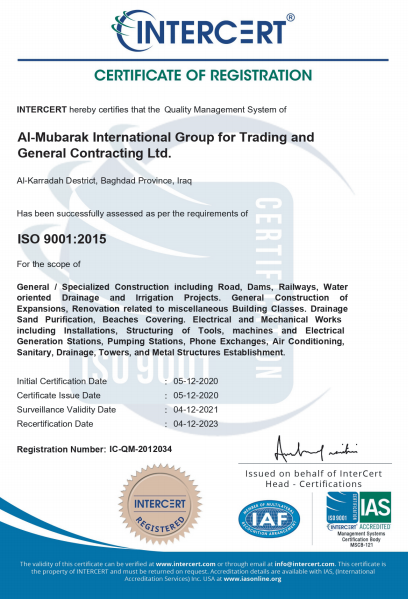 INTERCERT®
CERTIFICATE OF REGISTRATION
INTERCERT hereby certifies that the Quality Management System of
Al-Mubarak International Group for Trading and
General Contracting Ltd.
Al-Karradah Destrict, Baghdad Province, Iraq
Has been successfully assessed as per the requirements of
ISO 9001:2015
For the scope of
General / Specialized Construction including Road, Dams, Railways, Water
oriented Drainage and Irrigation Projects. General Construction of
Expansions, Renovation related to miscellaneous Building Classes. Drainage
Sand Purification, Beaches Covering. Electrical and Mechanical Works
including Installations, Structuring of Tools, machines and Electrical
Generation Stations, Pumping Stations, Phone Exchanges, Air Conditioning,
Sanitary, Drainage, Towers, and Metal Structures Establishment.
CERTIFICATION
ISO 9001
Initial Certification Date : 05-12-2020
Certificate Issue Date : 05-12-2020
Surveillance Validity Date : 04-12-2021
Recertification Date : 04-12-2023
Registration Number: IC-QM-2012034
Issued on behalf of InterCert
Head - Certifications
INTERCERT
REGISTERED
MEMBER OF MULTILATERAL
IAF
RECOGNITION ARRANGEMENT
ISO 9001
INTERCERT
IAS
ACCREDITED
Management Systems
Certification Body
MSCB-121
The validity of this certificate can be verified at www.intercert.com or through email at info@intercert.com. This certificate is
the property of INTERCERT and must be returned on request. Accreditation details are available with IAS, (International
Accreditation Services) Inc. USA at www.iasonline.org